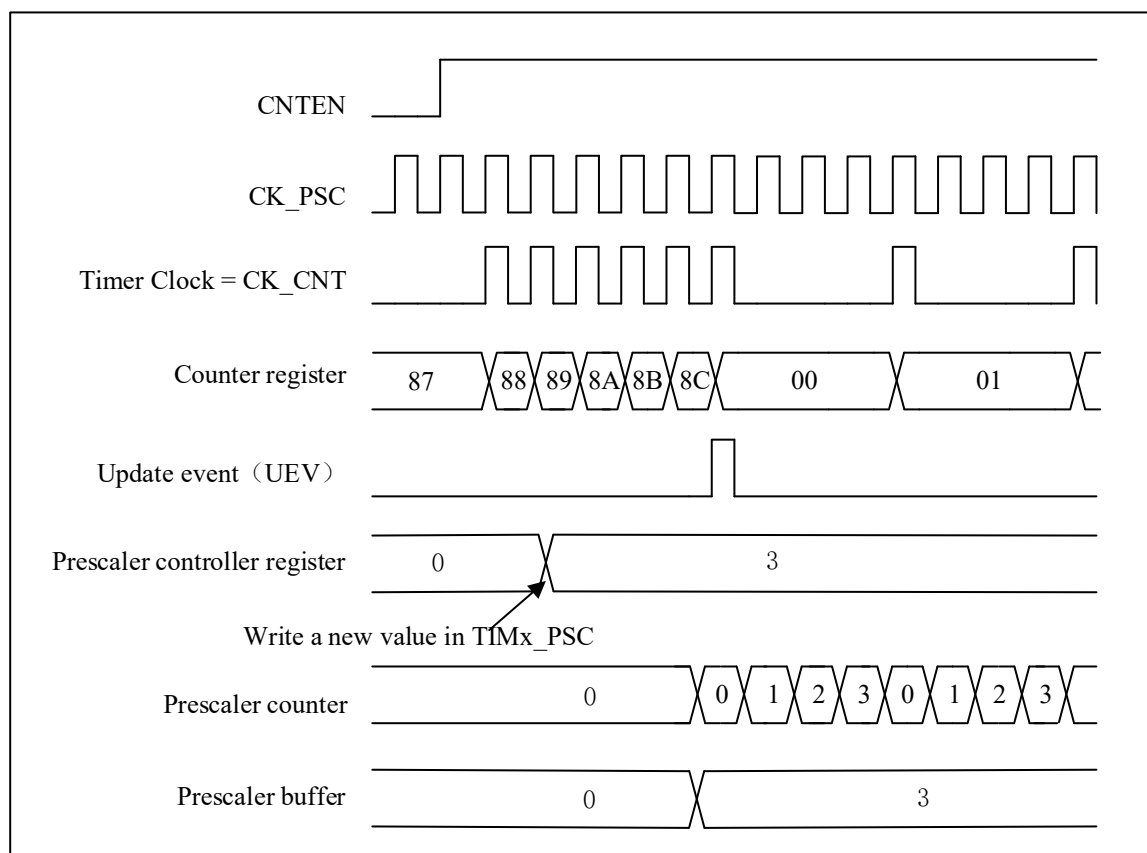 CNTEN
CK_PSC
Timer Clock = CK_CNT
Counter register
87 88 89 8A 8B 8C 00 01
Update event（UEV）
Prescaler controller register
0 3
Write a new value in TIMx_PSC
Prescaler counter
0 0 1 2 3 0 1 2 3
Prescaler buffer
0 3